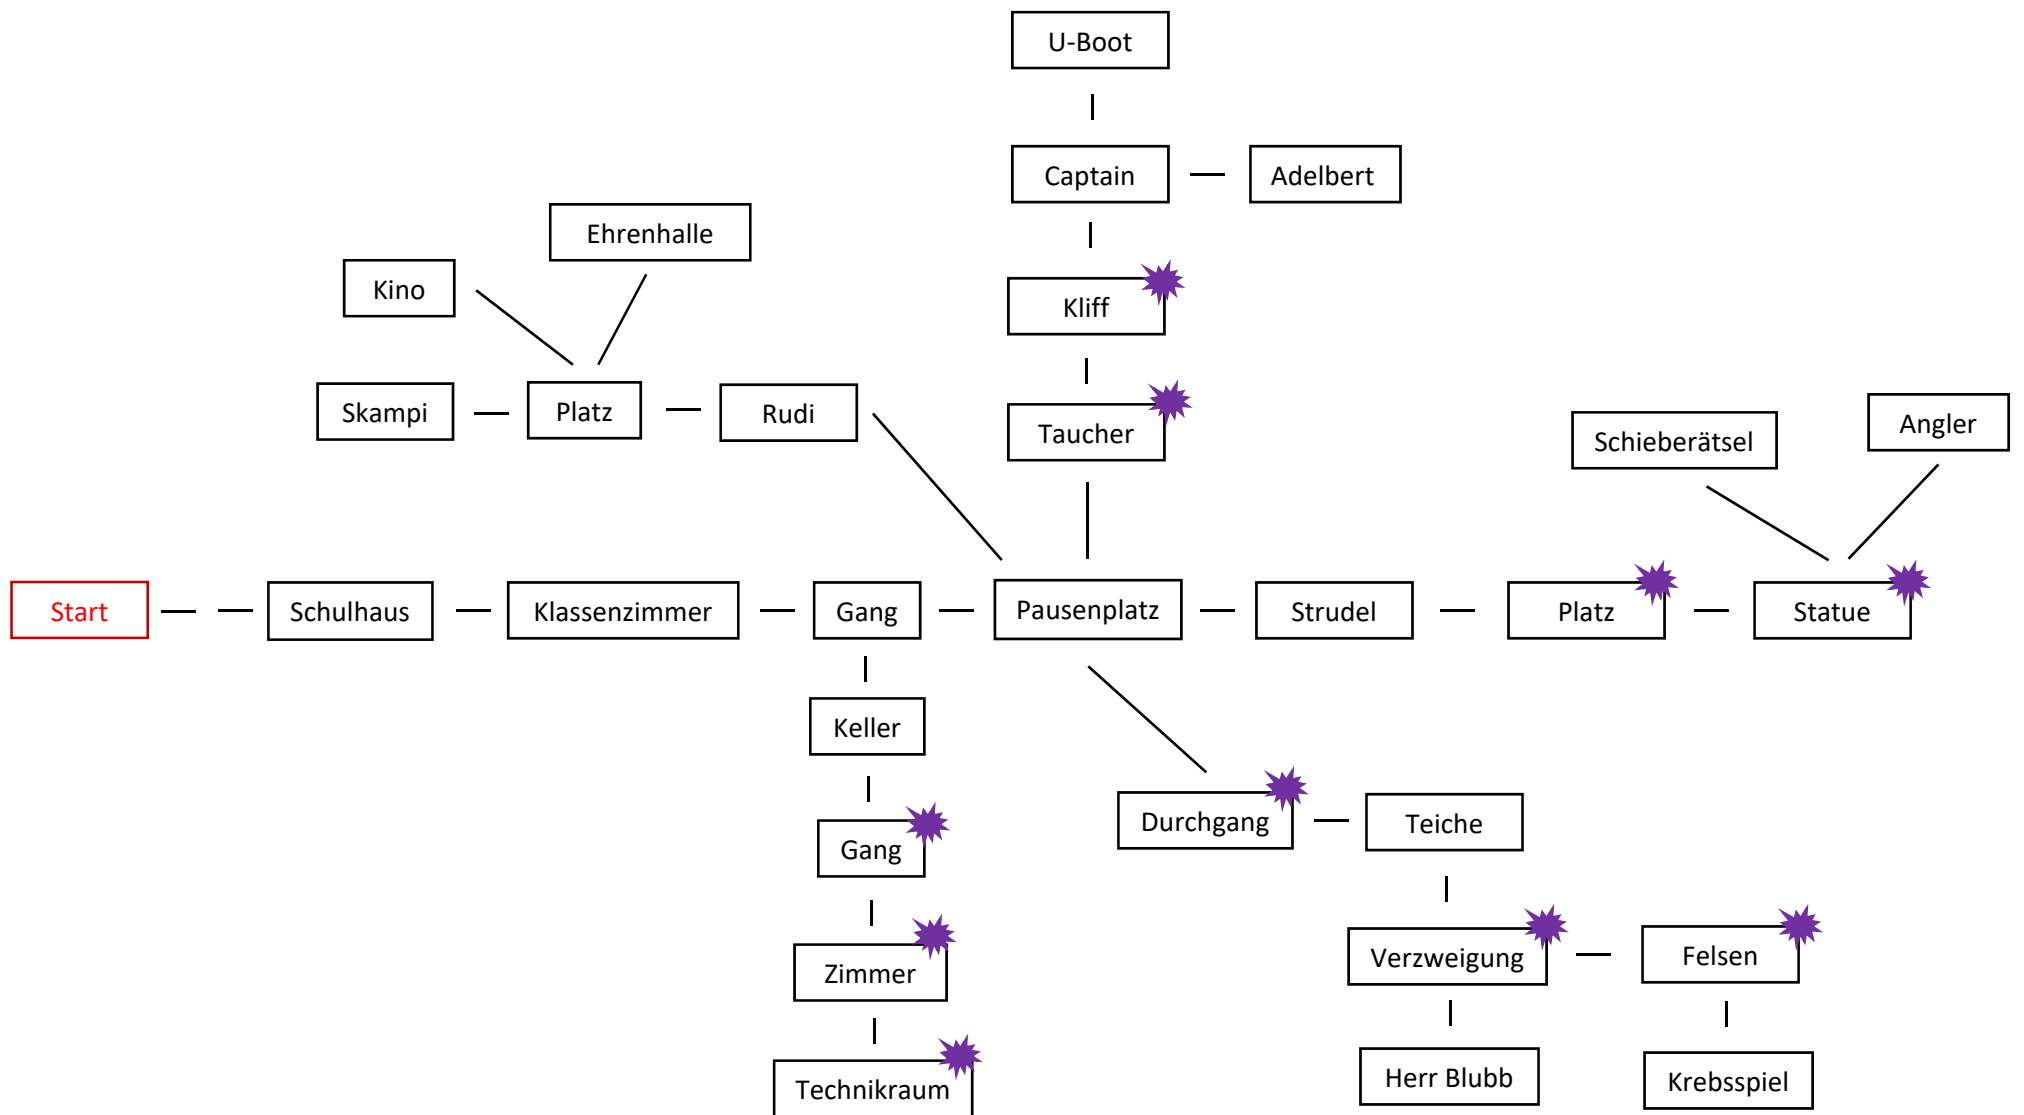 U-Boot
Captain
Adelbert
Ehrenhalle
Kino
Kliff
Skampi
Platz
Rudi
Taucher
Schieberätsel
Angler
Start
Schulhaus
Klassenzimmer
Gang
Pausenplatz
Strudel
Platz
Statue
Keller
Durchgang
Teiche
Gang
Verzweigung
Felsen
Zimmer
Herr Blubb
Krebsspiel
Technikraum